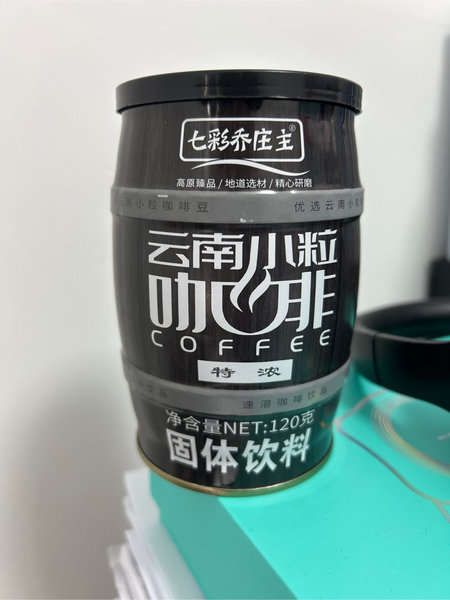 七彩乔庄主®
高原臻品/地道选材/精心研磨
云南小粒咖啡豆 优选云南小粒
云南小粒
咖啡
COFFEE
特浓
品 速溶咖啡饮品
净含量NET:120克
固体饮料